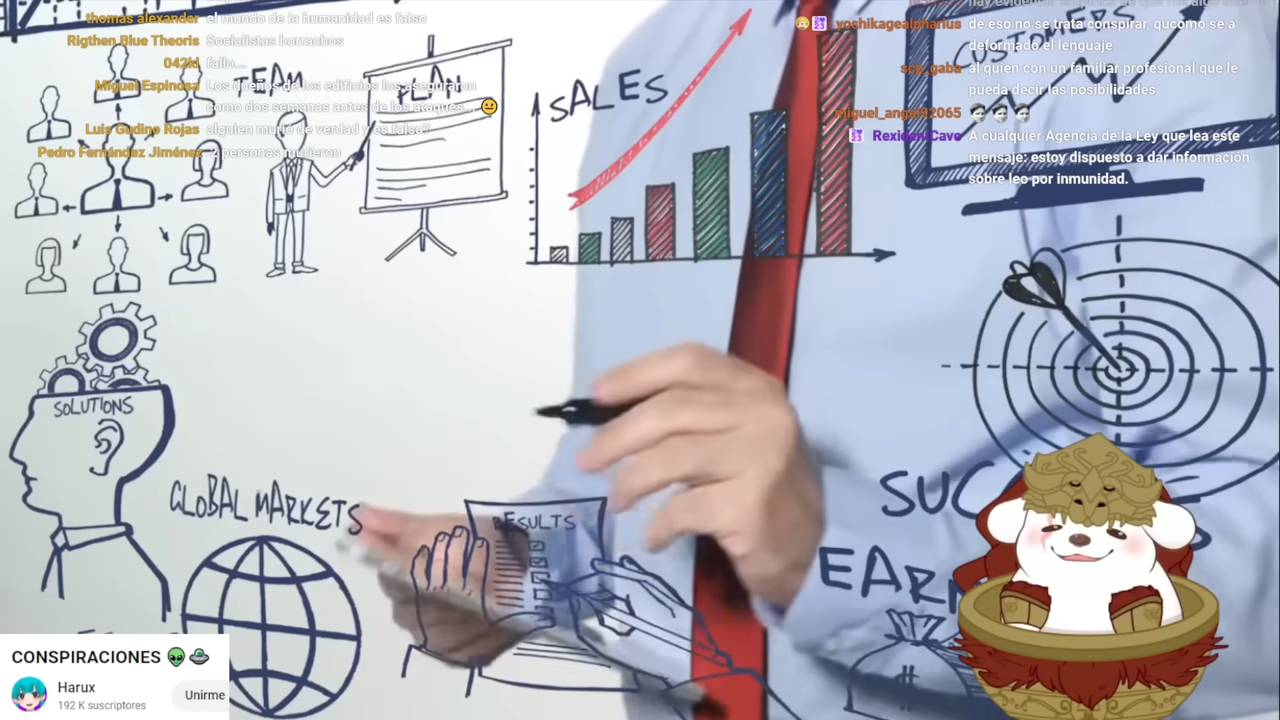 thomas alexander el mundo de la humanidad es falso
Rigthen Blue Theoris Socialistas borrachos
fallo...
Miguel Espinosa Los dueños de los edificios los aseguraron
como dos semanas antes de los ataques...
Luis Gudino Rojas alguien murio de verdad y es falso?
Pedro Fernández Jiménez personas murieron
TEAM
PLAN
SALES
yoshikagealpharius de eso no se trata conspirar, qucomo se a
deformado el lenguaje
scp_gaba al quien con un familiar profesional que le
pueda decir las posibilidades
miguel_angel92065
A cualquier Agencia de la Ley que lea este
mensaje: estoy dispuesto a dar informacion
sobre leo por inmunidad.
CUSTOMERS
SOLUTIONS
GLOBAL MARKETS
RESULTS
SUC
EARN
CONSPIRACIONES
Harux
192 K suscriptores
Unirme